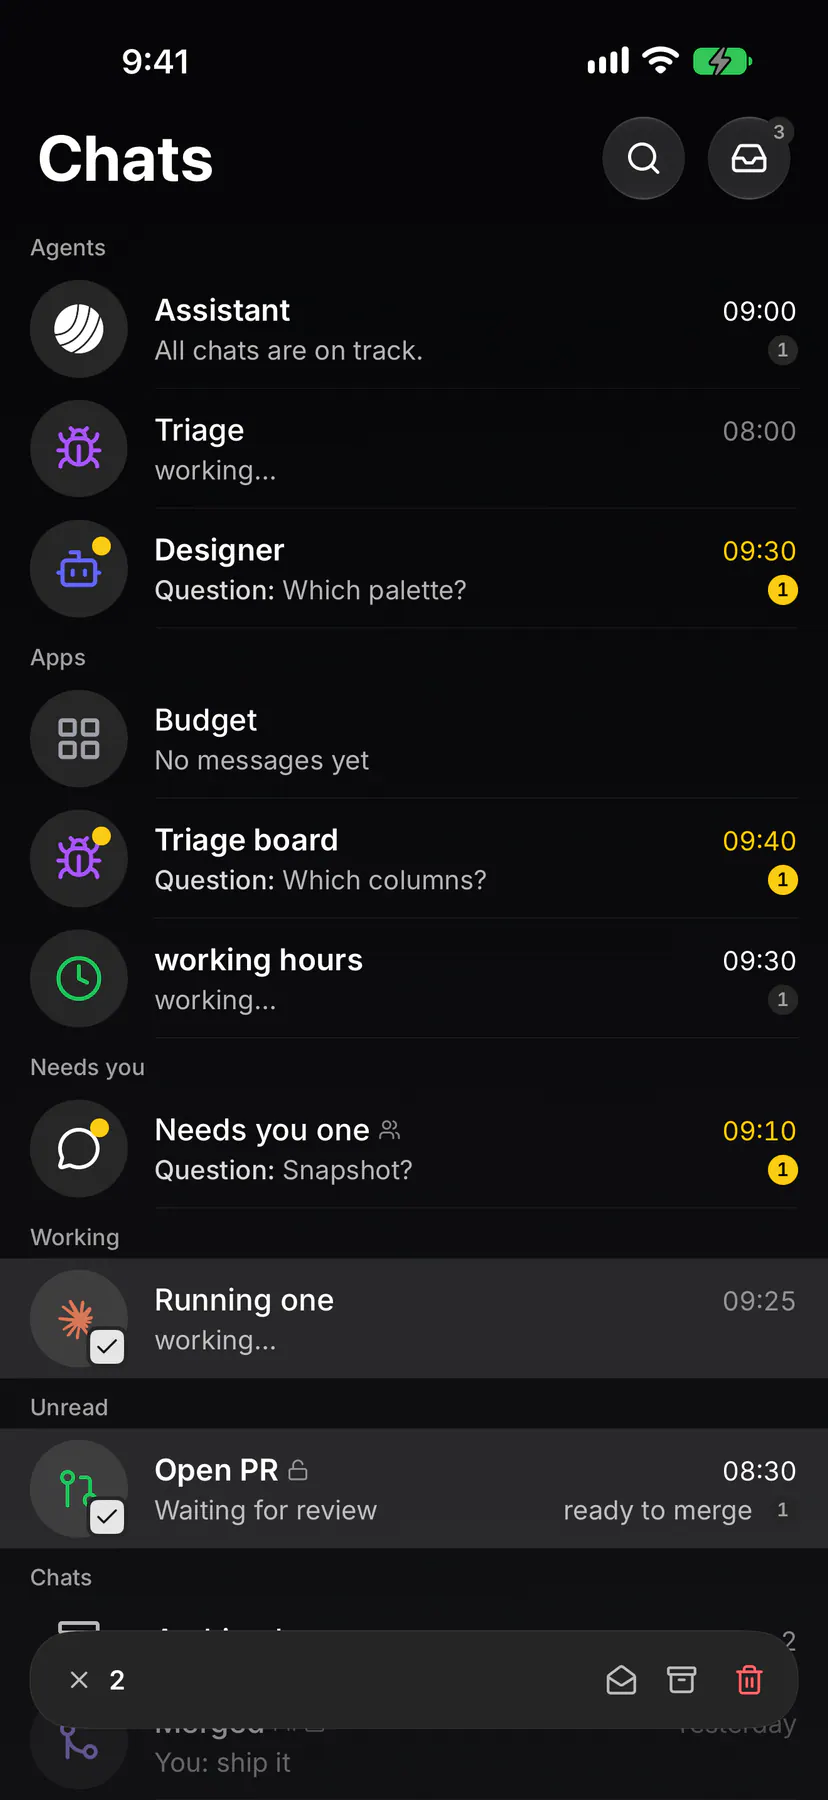 9:41
Chats
3
Agents
Assistant
09:00
All chats are on track.
1
Triage
08:00
working...
Designer
09:30
Question: Which palette?
1
Apps
Budget
No messages yet
Triage board
09:40
Question: Which columns?
1
working hours
09:30
working...
1
Needs you
Needs you one
09:10
Question: Snapshot?
1
Working
Running one
09:25
working...
Unread
Open PR
08:30
Waiting for review
ready to merge
1
Chats
2
2
Merged
Yesterday
You: ship it